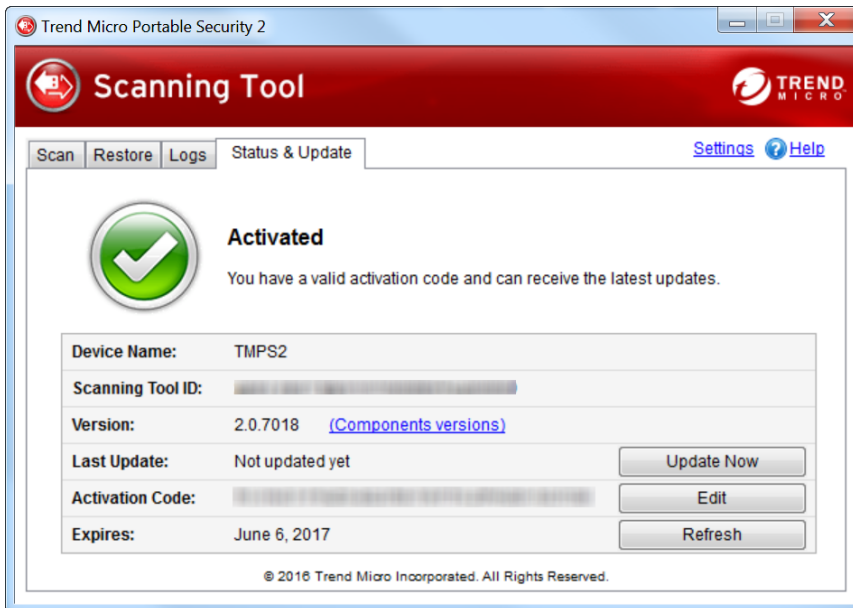 Trend Micro Portable Security 2
Scanning Tool
TREND
MICRO
Scan Restore Logs Status & Update Settings Help
Activated
You have a valid activation code and can receive the latest updates.
Device Name: TMPS2
Scanning Tool ID:
Version: 2.0.7018 (Components versions)
Last Update: Not updated yet Update Now
Activation Code: Edit
Expires: June 6, 2017 Refresh
© 2016 Trend Micro Incorporated. All Rights Reserved.